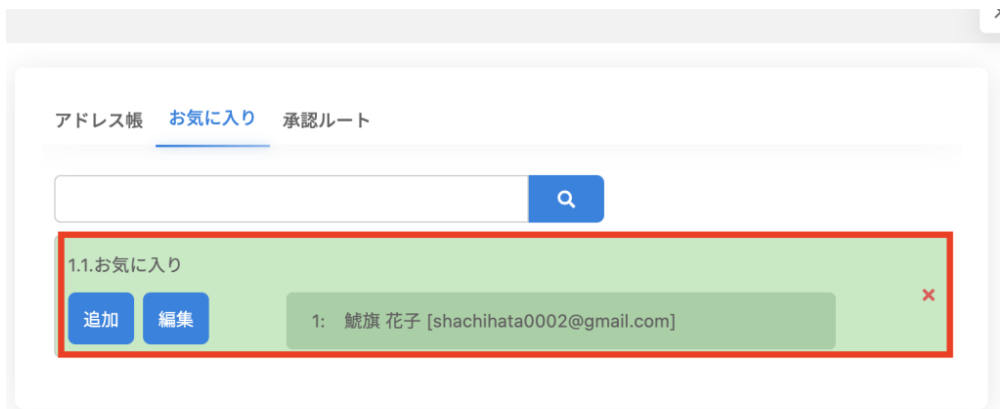 アドレス帳 お気に入り 承認ルート
1.1.お気に入り
追加 編集 1: 鯱旗 花子 [shachihata0002@gmail.com]